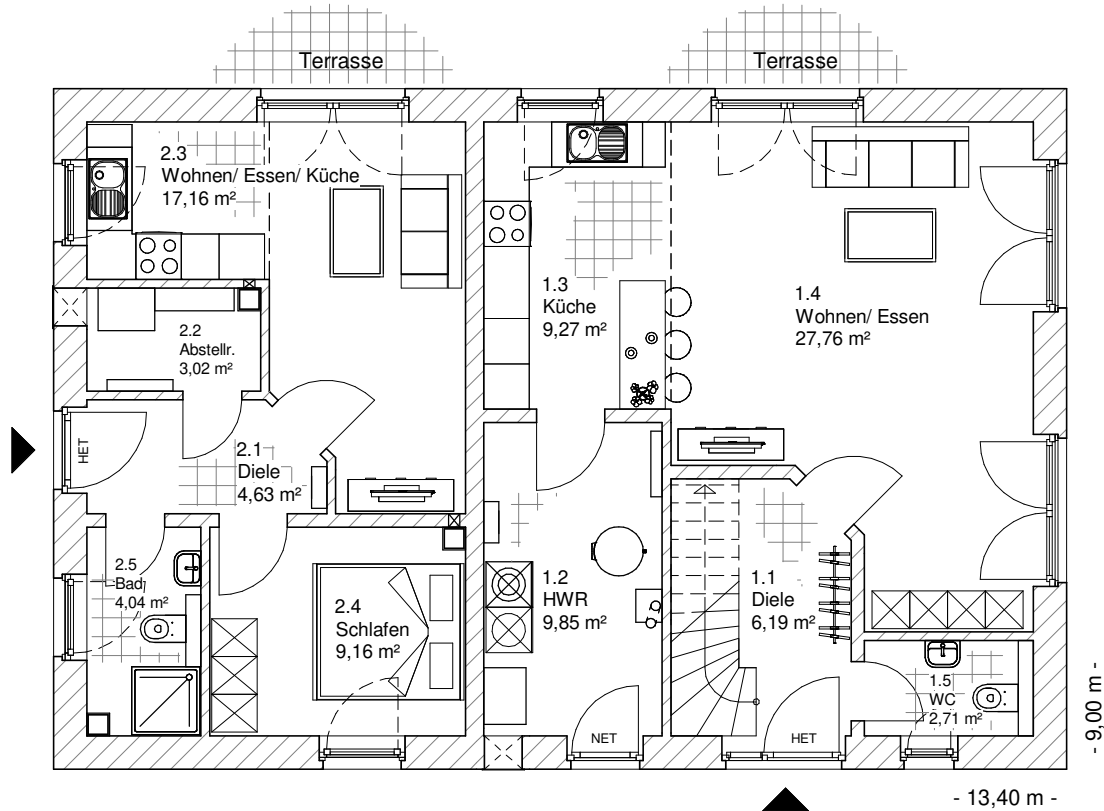 Terrasse
Terrasse
2.3
Wohnen/ Essen/ Küche
17,16 m²
2.2
Abstellr.
3,02 m²
1.3
Küche
9,27 m²
1.4
Wohnen/ Essen
27,76 m²
HET
2.1
Diele
4,63 m²
2.5
Bad
4,04 m²
2.4
Schlafen
9,16 m²
1.2
HWR
9,85 m²
1.1
Diele
6,19 m²
1.5
WC
2,71 m²
NET
HET
- 9,00 m -
- 13,40 m -